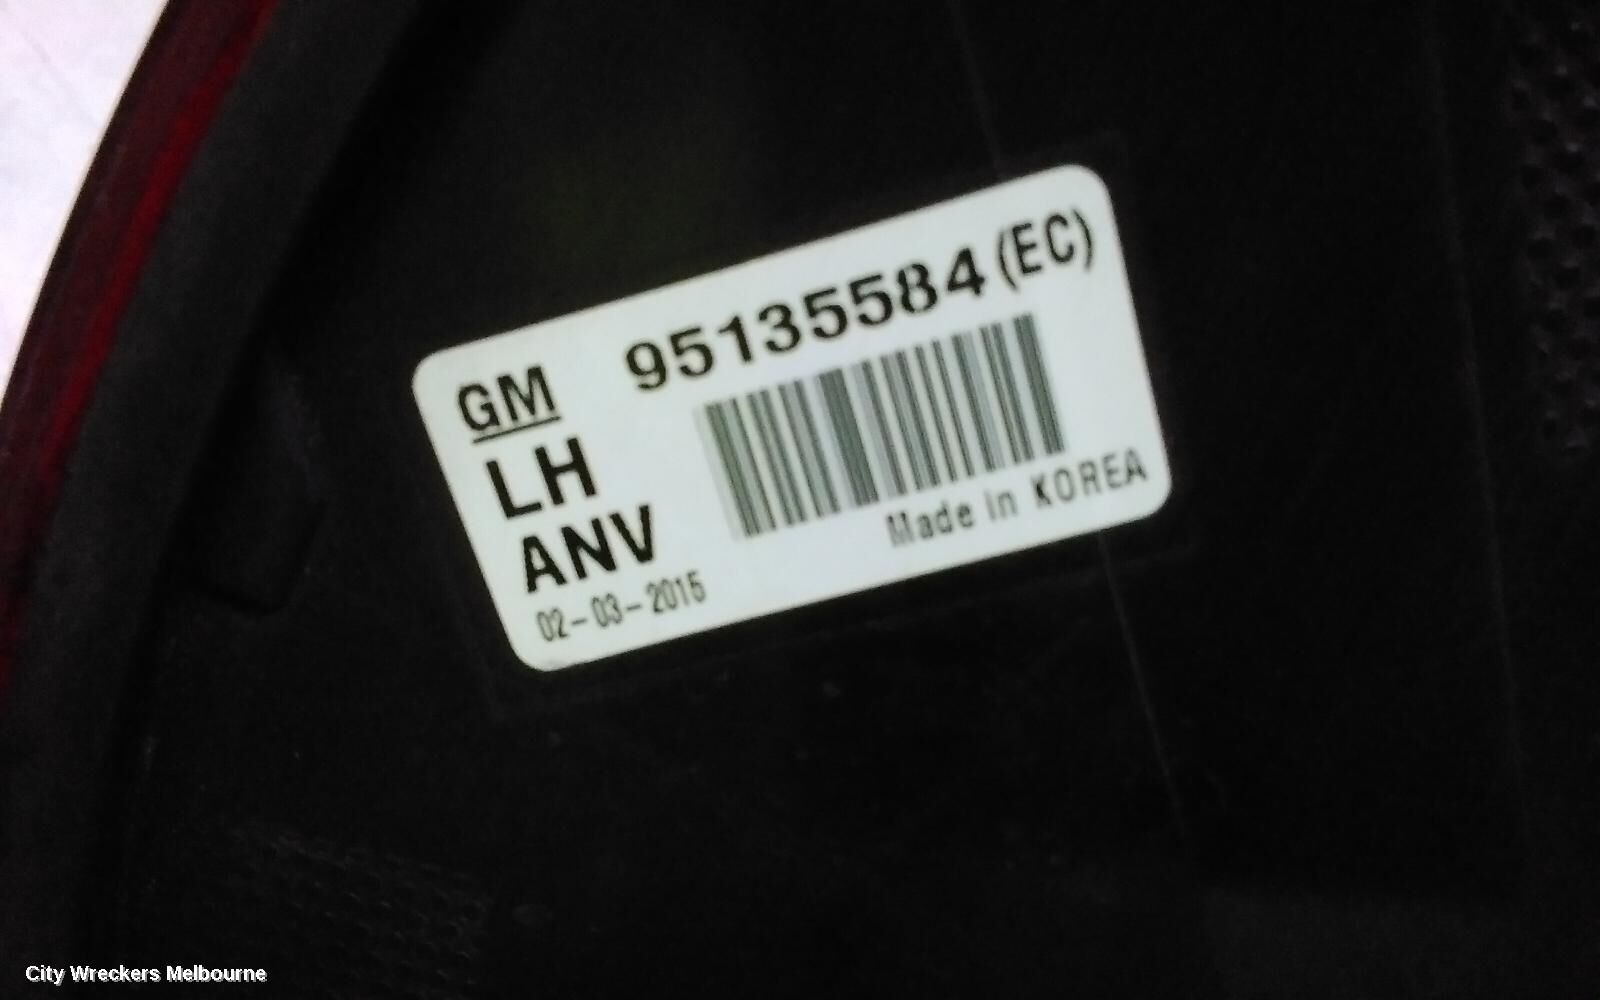 GM 95135584 (EC)
LH
ANV
02-03-2015
Made in KOREA
City Wreckers Melbourne